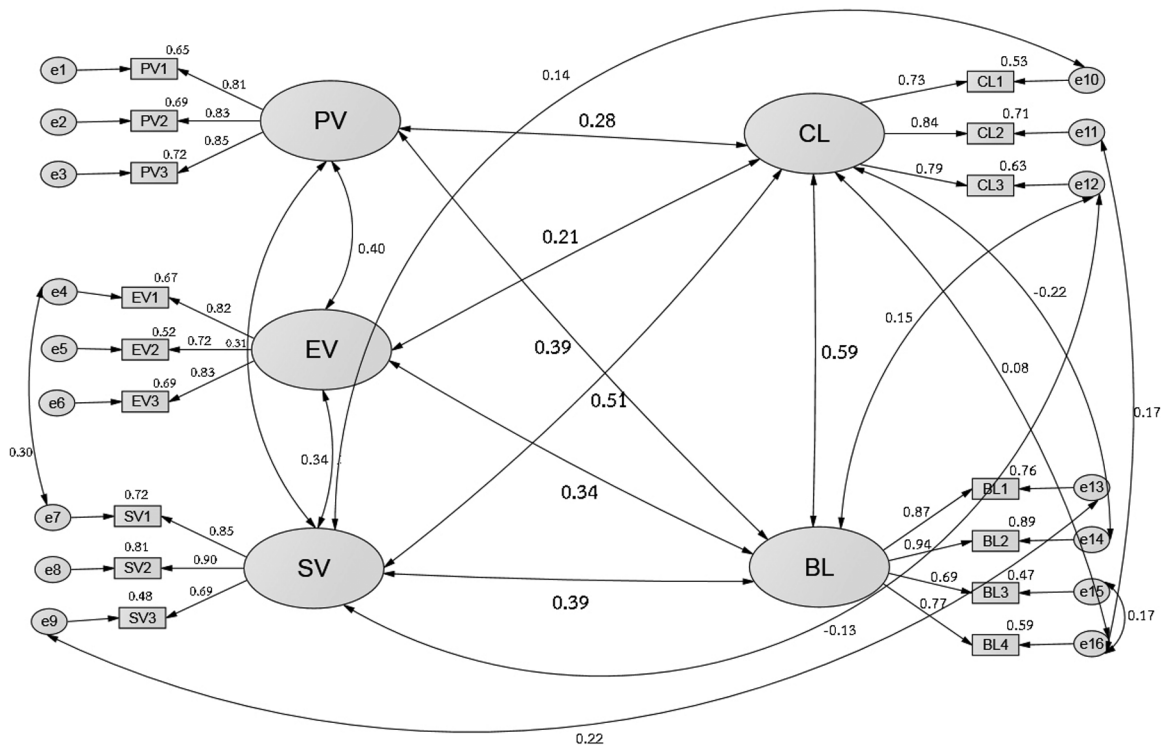 0.65
e1 PV1 0.81
0.69
e2 PV2 0.83
0.72 0.85
e3 PV3
PV
0.14
0.28
CL
0.73 0.53
CL1 e10
0.84 0.71
CL2 e11
0.79 0.63
CL3 e12
0.40
0.21
-0.22
0.67
e4 EV1 0.82
0.52
e5 EV2 0.72 0.31
0.69 0.83
e6 EV3
EV
0.15
0.39
0.59
0.08
0.51
0.17
0.30
0.34
0.34
0.72
e7 SV1 0.85
0.81
e8 SV2 0.90
0.48 0.69
e9 SV3
SV
0.39
BL
0.76
0.87 BL1 e13
0.89
0.94 BL2 e14
0.69 0.47
BL3 e15
0.77 0.59
BL4 e16
0.17
-0.13
0.22